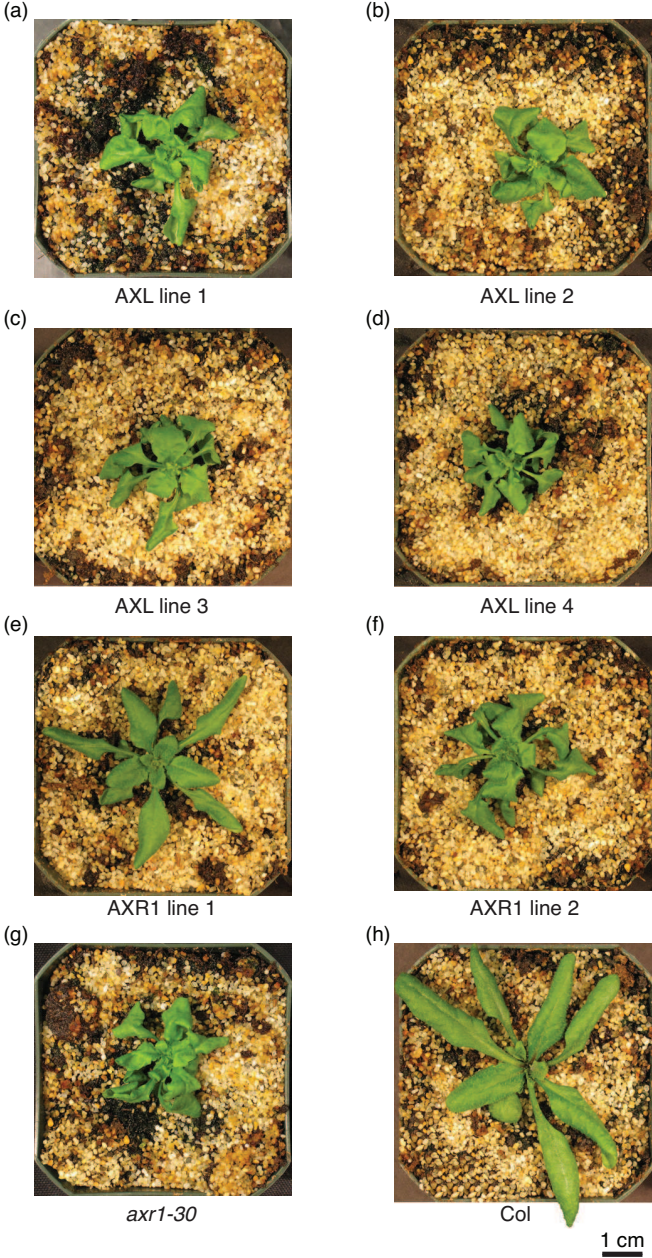 (a)
(b)
AXL line 1
AXL line 2
(c)
(d)
AXL line 3
AXL line 4
(e)
(f)
AXR1 line 1
AXR1 line 2
(g)
(h)
axr1-30
Col
1 cm